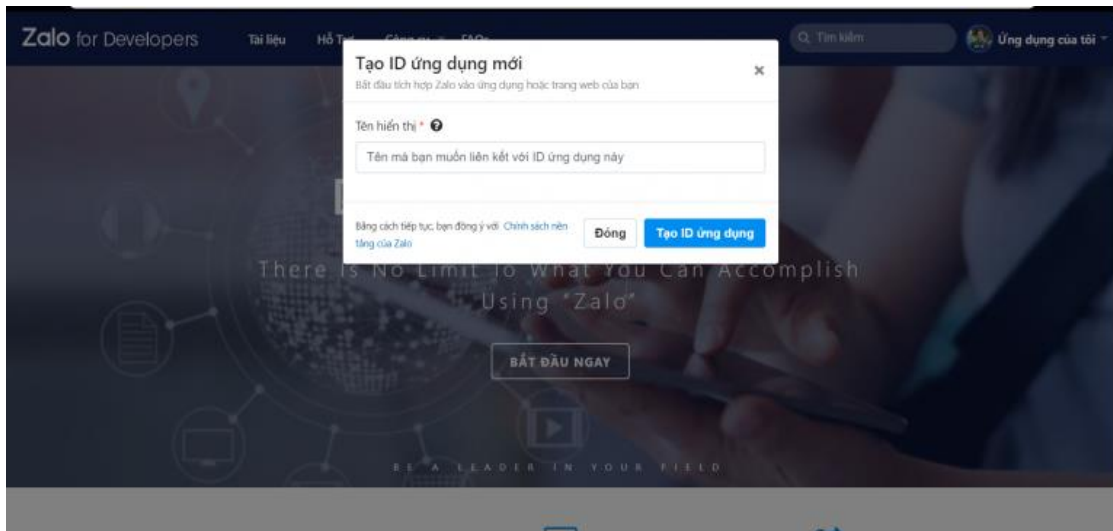 Zalo for Developers Tài liệu Hỗ Trợ Công cụ FAQs Tìm kiếm Ứng dụng của tôi
Tạo ID ứng dụng mới
Bắt đầu tích hợp Zalo vào ứng dụng hoặc trang web của bạn
Tên hiển thị *
Tên mà bạn muốn liên kết với ID ứng dụng này
Bằng cách tiếp tục, bạn đồng ý với Chính sách nền
tảng của Zalo
Đóng Tạo ID ứng dụng
There Is No Limit To What You Can Accomplish
Using "Zalo"
BẮT ĐẦU NGAY
BE A LEADER IN YOUR FIELD